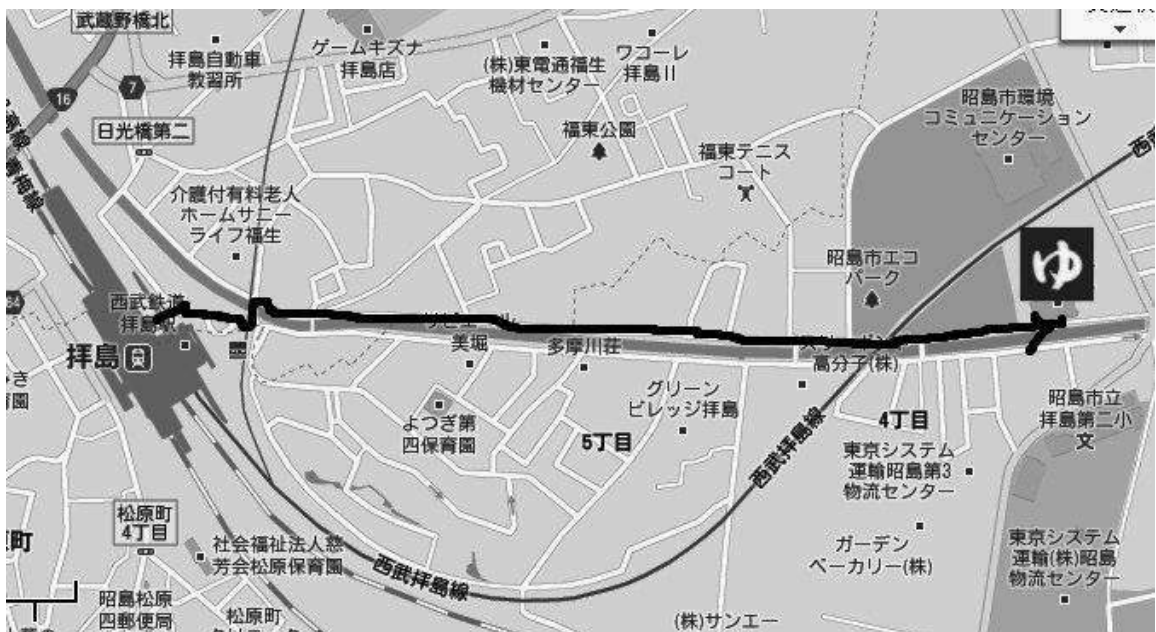 武蔵野橋北
拝島自動車
教習所
ゲームキズナ
拝島店
(株)東電通福生
機材センター
ワコーレ
拝島Ⅱ
16
7
日光橋第二
福東公園
福東テニス
コート
昭島市環境
コミュニケーション
センター
青梅線
介護付有料老人
ホームサニー
ライフ福生
昭島市エコ
パーク
ゆ
西武鉄道
拝島駅
拝島
美堀
多摩川荘
高分子(株)
グリーン
ビレッジ拝島
よつぎ第
四保育園
5丁目
4丁目
西武拝島線
昭島市立
拝島第二小
文
東京システム
運輸昭島第3
物流センター
松原町
4丁目
社会福祉法人慈
芳会松原保育園
西武拝島線
ガーデン
ベーカリー(株)
東京システム
運輸(株)昭島
物流センター
昭島松原
四郵便局
松原町
(株)サンエー